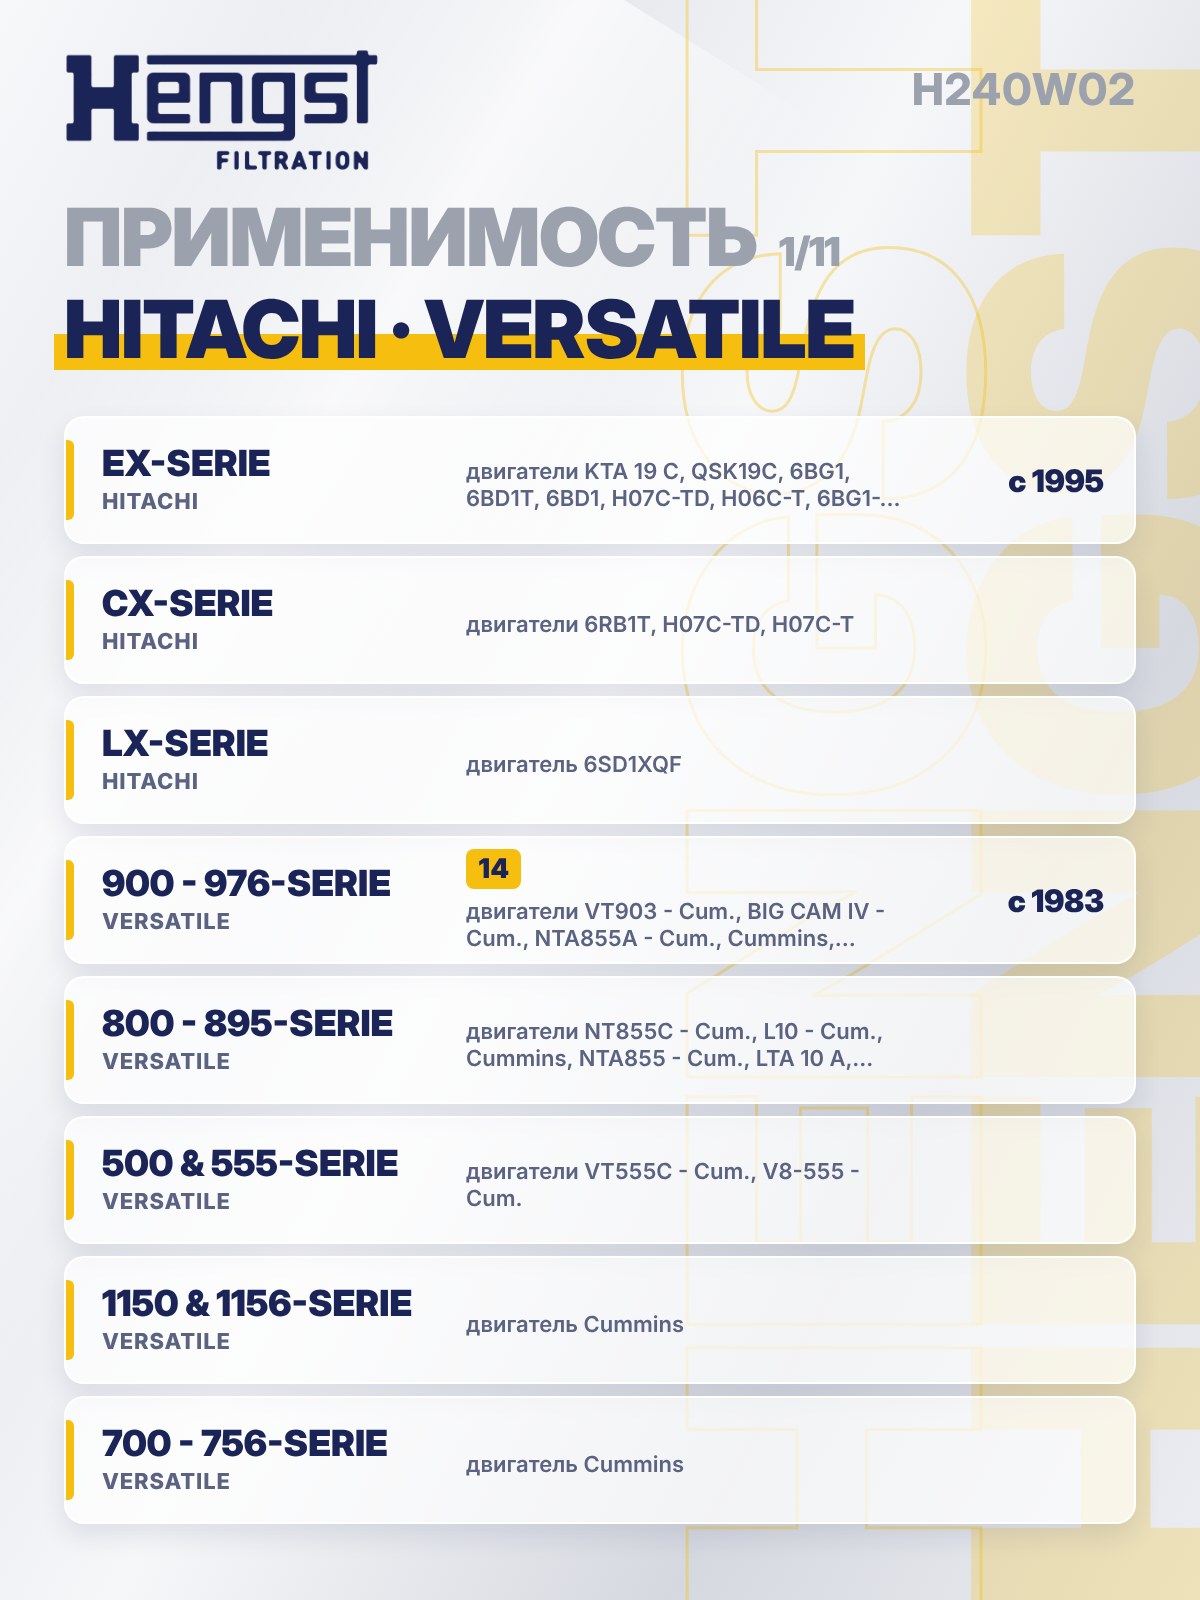 Hengst
FILTRATION
H240W02
ПРИМЕНИМОСТЬ 1/11
HITACHI · VERSATILE
EX-SERIE
HITACHI
двигатели KTA 19 C, QSK19C, 6BG1,
6BD1T, 6BD1, H07C-TD, H06C-T, 6BG1-...
с 1995
CX-SERIE
HITACHI
двигатели 6RB1T, H07C-TD, H07C-T
LX-SERIE
HITACHI
двигатель 6SD1XQF
900 - 976-SERIE
VERSATILE
14
двигатели VT903 - Cum., BIG CAM IV -
Cum., NTA855A - Cum., Cummins,...
с 1983
800 - 895-SERIE
VERSATILE
двигатели NT855C - Cum., L10 - Cum.,
Cummins, NTA855 - Cum., LTA 10 A,...
500 & 555-SERIE
VERSATILE
двигатели VT555C - Cum., V8-555 -
Cum.
1150 & 1156-SERIE
VERSATILE
двигатель Cummins
700 - 756-SERIE
VERSATILE
двигатель Cummins
HENGST
HENGST